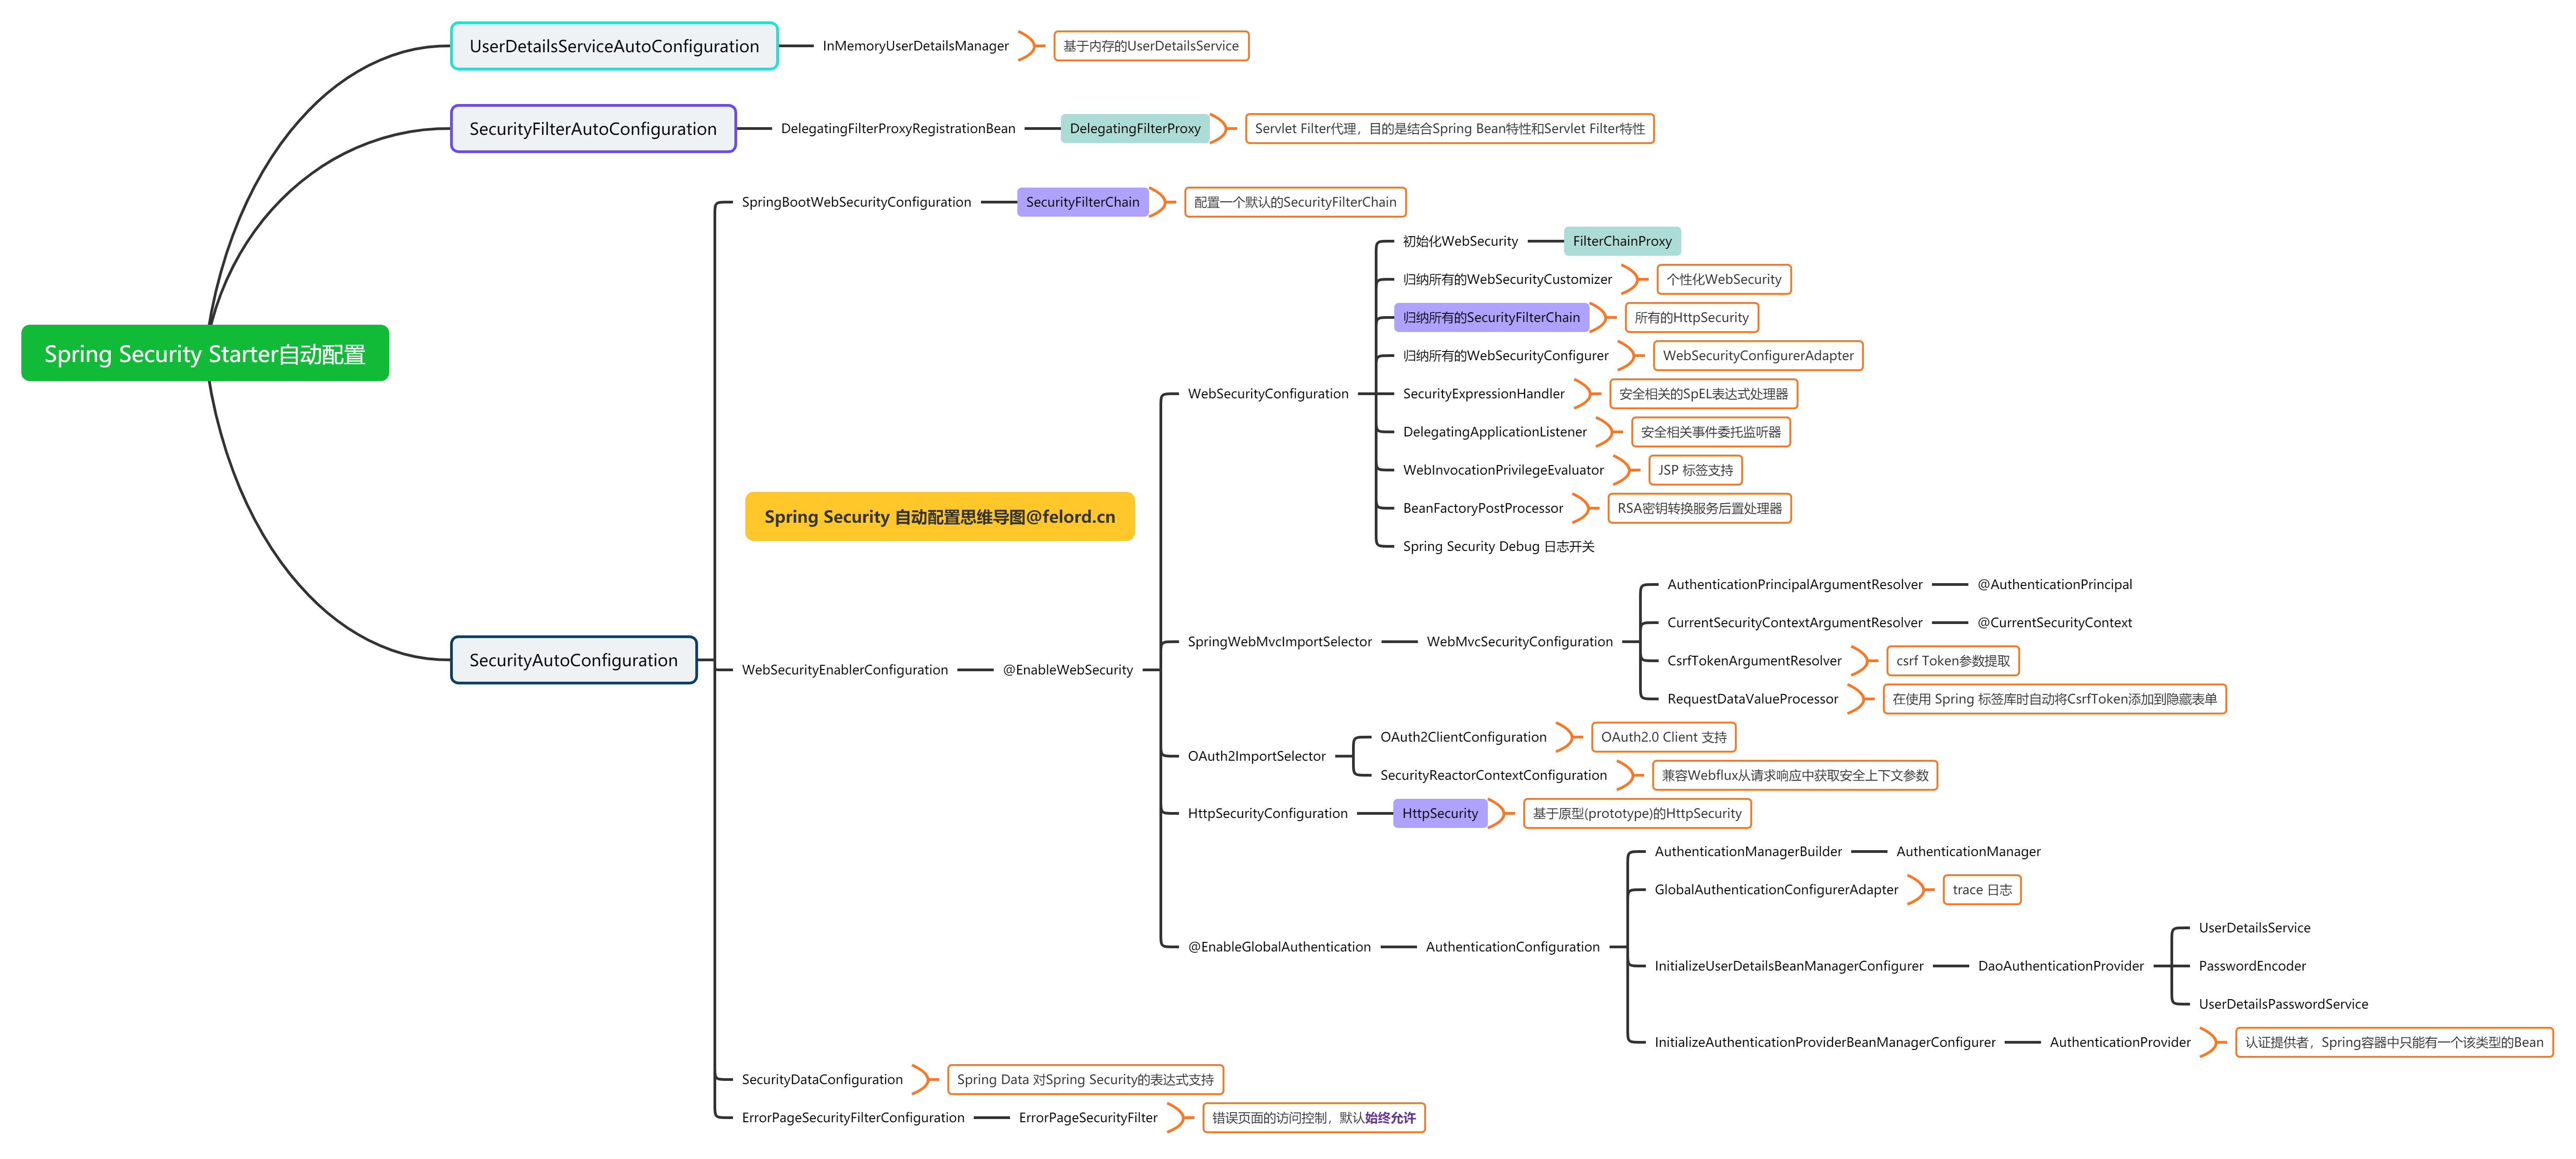 UserDetailsServiceAutoConfiguration
InMemoryUserDetailsManager
基于内存的UserDetailsService
SecurityFilterAutoConfiguration
DelegatingFilterProxyRegistrationBean
DelegatingFilterProxy
Servlet Filter代理，目的是结合Spring Bean特性和Servlet Filter特性
SpringBootWebSecurityConfiguration
SecurityFilterChain
配置一个默认的SecurityFilterChain
初始化WebSecurity
FilterChainProxy
归纳所有的WebSecurityCustomizer
个性化WebSecurity
归纳所有的SecurityFilterChain
所有的HttpSecurity
Spring Security Starter自动配置
归纳所有的WebSecurityConfigurer
WebSecurityConfigurerAdapter
WebSecurityConfiguration
SecurityExpressionHandler
安全相关的SpEL表达式处理器
DelegatingApplicationListener
安全相关事件委托监听器
WebInvocationPrivilegeEvaluator
JSP 标签支持
BeanFactoryPostProcessor
RSA密钥转换服务后置处理器
Spring Security 自动配置思维导图@felord.cn
Spring Security Debug 日志开关
AuthenticationPrincipalArgumentResolver
@AuthenticationPrincipal
CurrentSecurityContextArgumentResolver
@CurrentSecurityContext
SpringWebMvcImportSelector
WebMvcSecurityConfiguration
CsrfTokenArgumentResolver
csrf Token参数提取
SecurityAutoConfiguration
WebSecurityEnablerConfiguration
@EnableWebSecurity
RequestDataValueProcessor
在使用 Spring 标签库时自动将CsrfToken添加到隐藏表单
OAuth2ClientConfiguration
OAuth2.0 Client 支持
OAuth2ImportSelector
SecurityReactorContextConfiguration
兼容Webflux从请求响应中获取安全上下文参数
HttpSecurityConfiguration
HttpSecurity
基于原型(prototype)的HttpSecurity
AuthenticationManagerBuilder
AuthenticationManager
GlobalAuthenticationConfigurerAdapter
trace 日志
@EnableGlobalAuthentication
AuthenticationConfiguration
UserDetailsService
InitializeUserDetailsBeanManagerConfigurer
DaoAuthenticationProvider
PasswordEncoder
UserDetailsPasswordService
InitializeAuthenticationProviderBeanManagerConfigurer
AuthenticationProvider
认证提供者，Spring容器中只能有一个该类型的Bean
SecurityDataConfiguration
Spring Data 对Spring Security的表达式支持
ErrorPageSecurityFilterConfiguration
ErrorPageSecurityFilter
错误页面的访问控制，默认始终允许